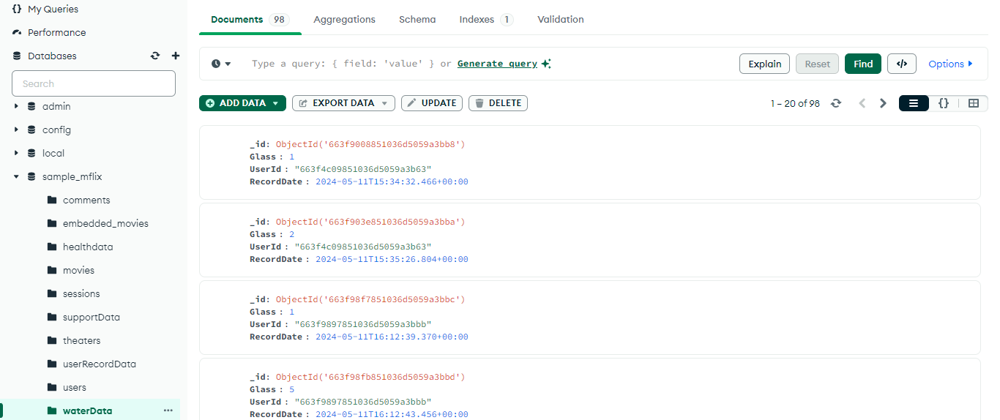 My Queries
Performance
Databases
Search
admin
config
local
sample_mflix
comments
embedded_movies
healthdata
movies
sessions
supportData
theaters
userRecordData
users
waterData
Documents 98 Aggregations Schema Indexes 1 Validation
Type a query: { field: 'value' } or Generate query
Explain Reset Find </> Options
ADD DATA EXPORT DATA UPDATE DELETE 1 – 20 of 98 {}
_id: ObjectId('663f9008851036d5059a3bb8')
Glass : 1
UserId : "663f4c09851036d5059a3b63"
RecordDate : 2024-05-11T15:34:32.466+00:00
_id: ObjectId('663f903e851036d5059a3bba')
Glass : 2
UserId : "663f4c09851036d5059a3b63"
RecordDate : 2024-05-11T15:35:26.804+00:00
_id: ObjectId('663f98f7851036d5059a3bbc')
Glass : 1
UserId : "663f9897851036d5059a3bbb"
RecordDate : 2024-05-11T16:12:39.370+00:00
_id: ObjectId('663f98fb851036d5059a3bbd')
Glass : 5
UserId : "663f9897851036d5059a3bbb"
RecordDate : 2024-05-11T16:12:43.456+00:00